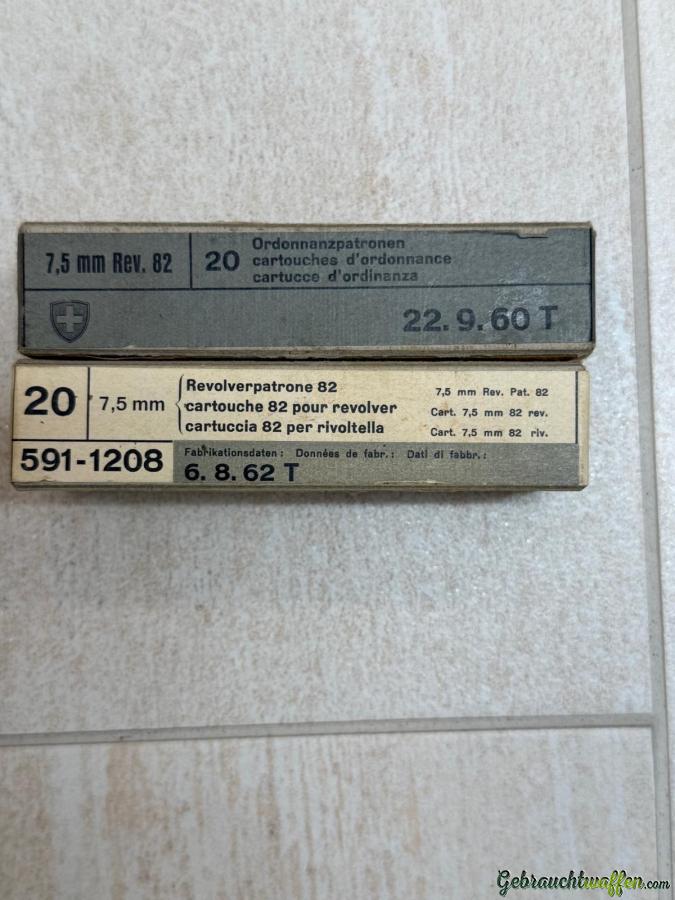 7,5 mm Rev. 82
20
Ordonnanzpatronen
cartouches d'ordonnance
cartucce d'ordinanza
22. 9. 60 T
20
7,5 mm
Revolverpatrone 82
cartouche 82 pour revolver
cartuccia 82 per rivoltella
7,5 mm Rev. Pat. 82
Cart. 7,5 mm 82 rev.
Cart. 7,5 mm 82 riv.
591-1208
Fabrikationsdaten: Données de fabr.: Dati di fabbr.:
6. 8. 62 T
Gebrauchtwaffen.com